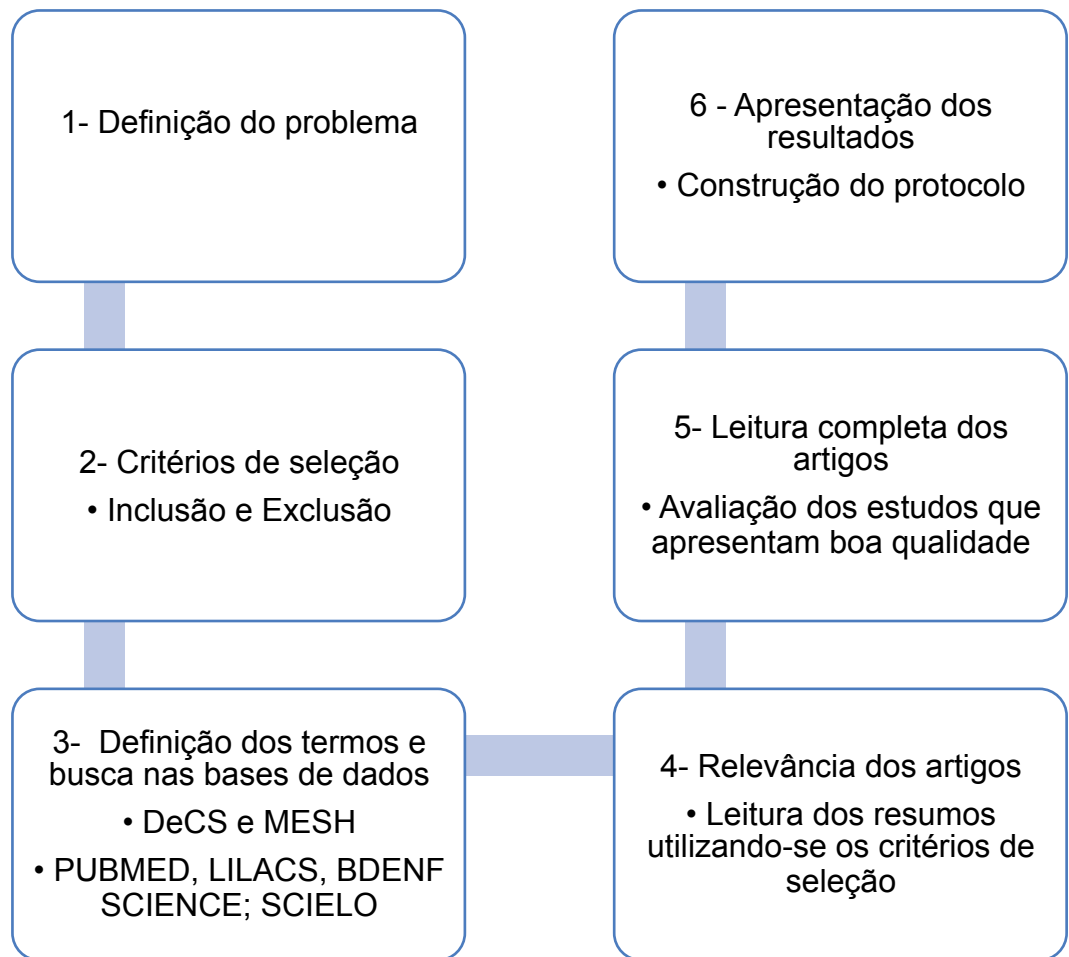 1- Definição do problema
2- Critérios de seleção
• Inclusão e Exclusão
3-  Definição dos termos e
busca nas bases de dados
• DeCS e MESH
• PUBMED, LILACS, BDENF
SCIENCE; SCIELO
4- Relevância dos artigos
• Leitura dos resumos
utilizando-se os critérios de
seleção
5- Leitura completa dos
artigos
• Avaliação dos estudos que
apresentam boa qualidade
6 - Apresentação dos
resultados
• Construção do protocolo